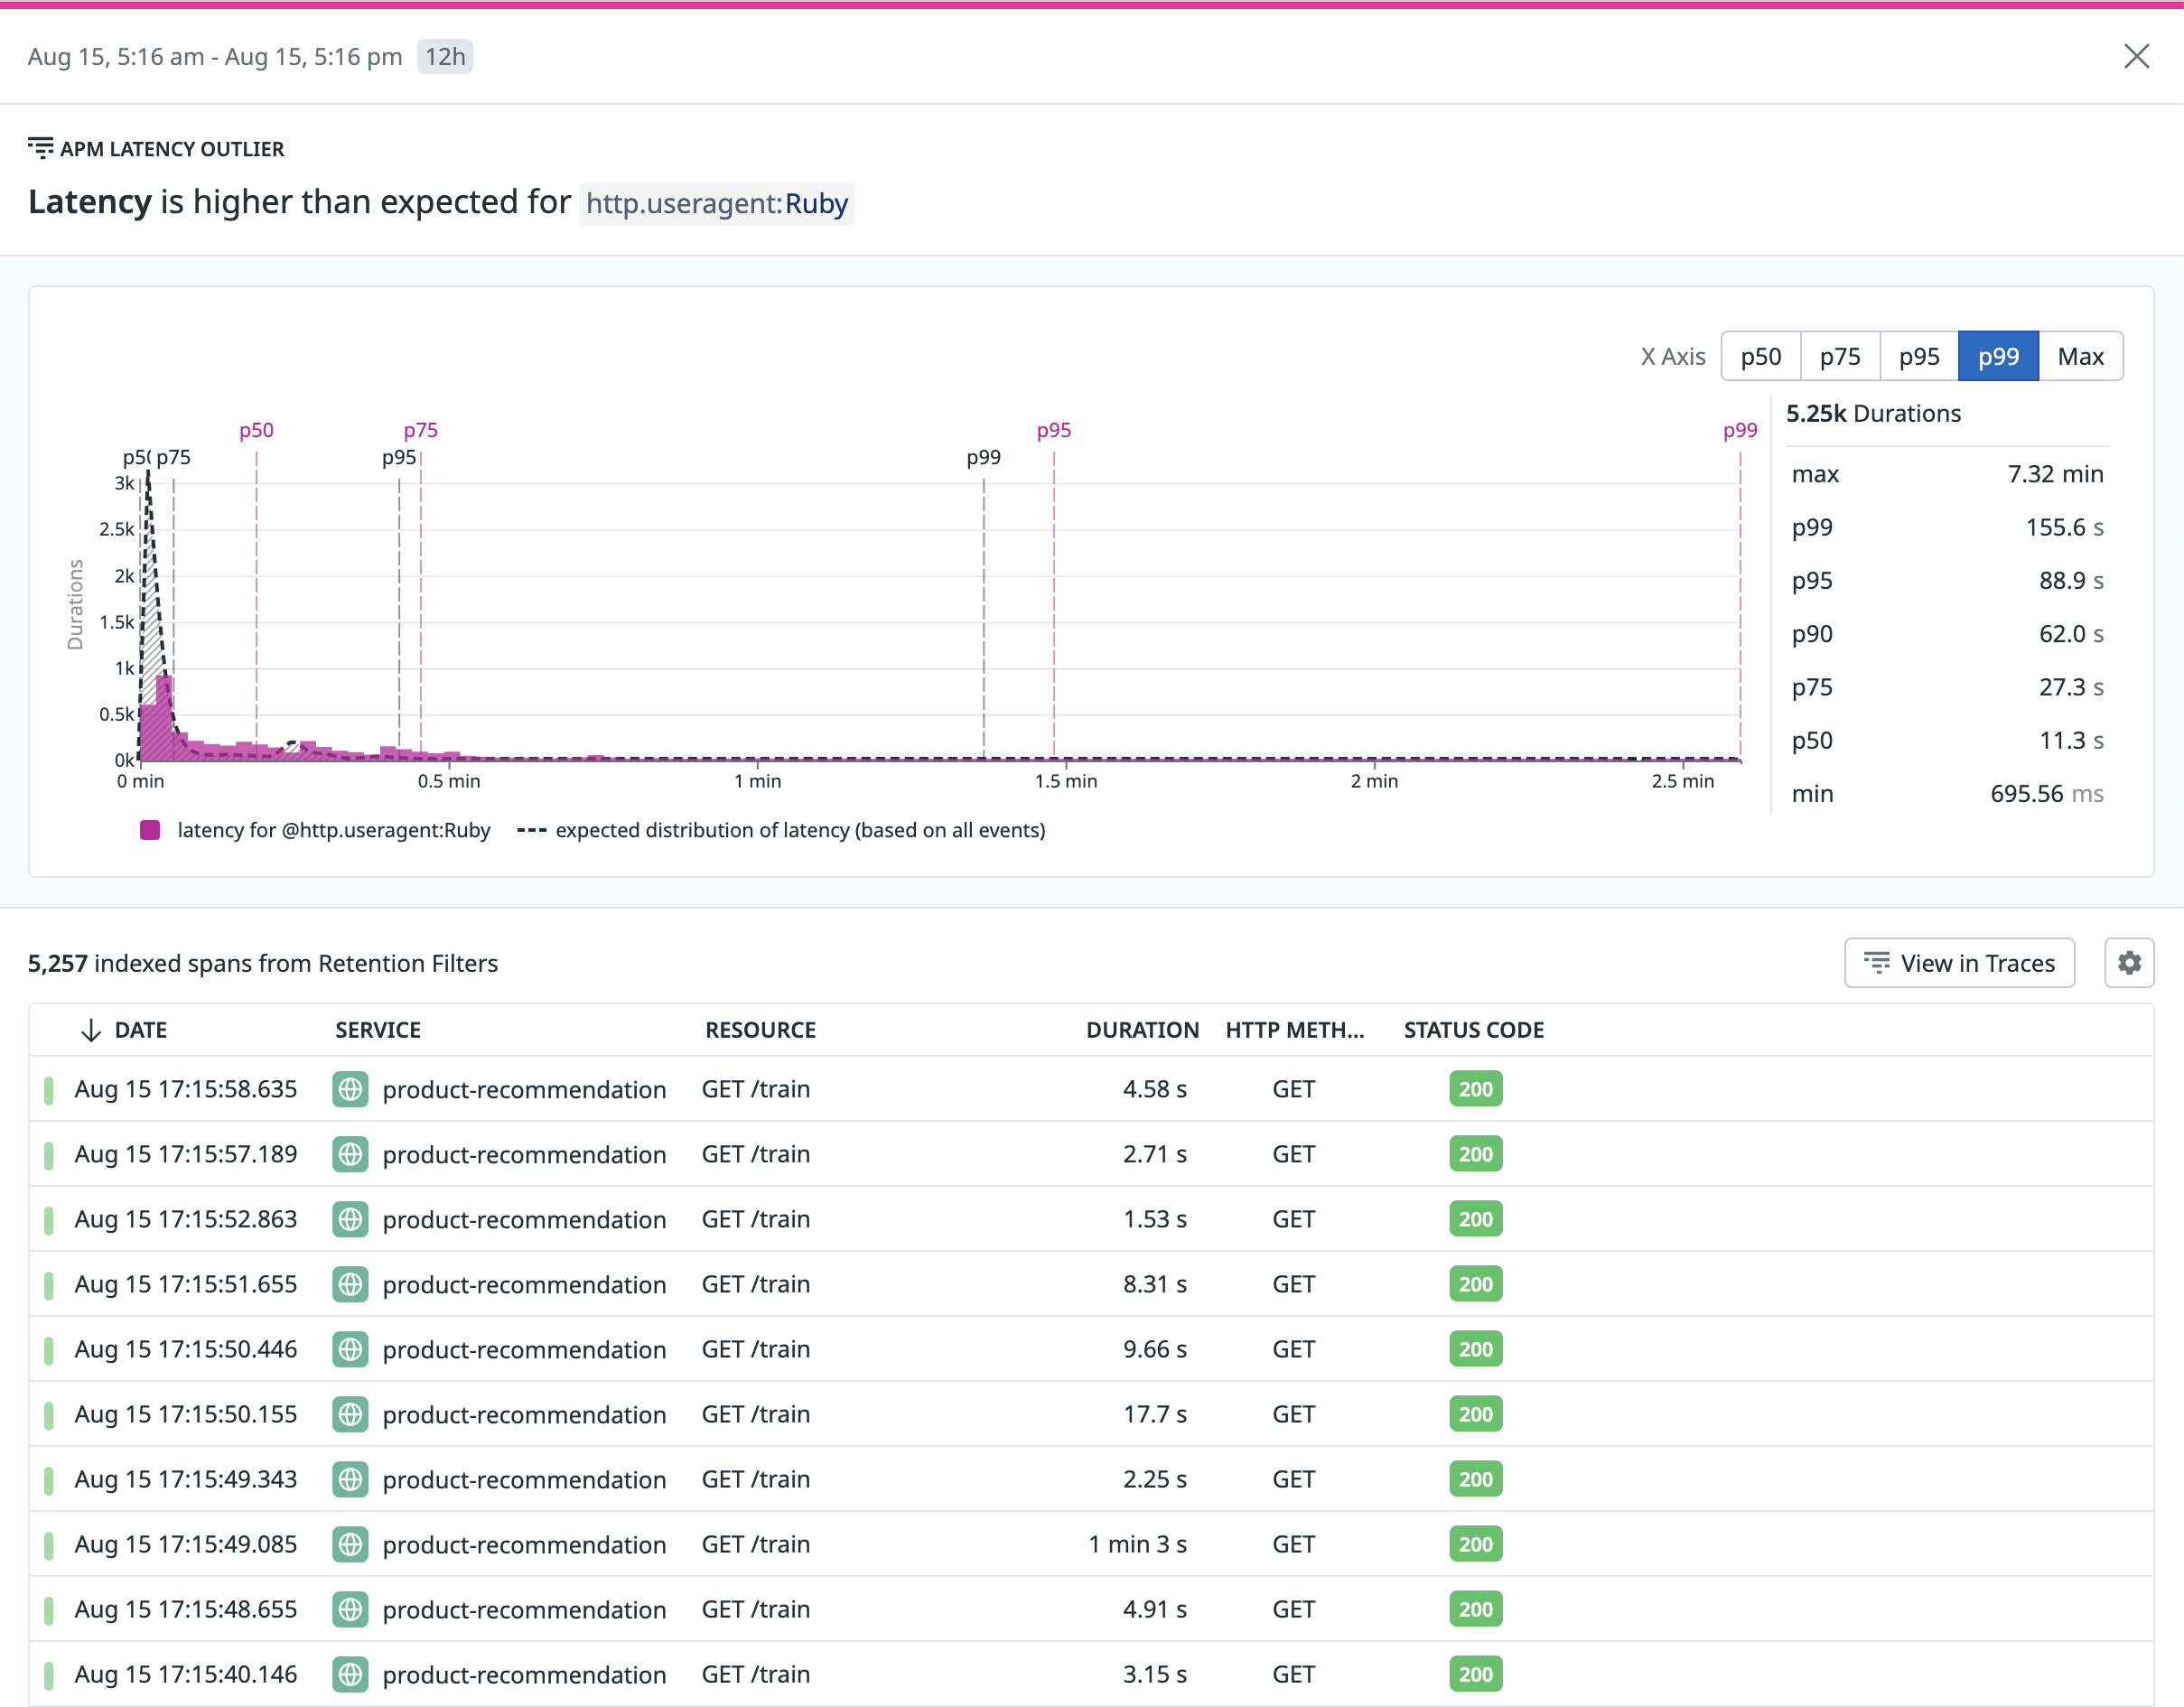 Aug 15, 5:16 am - Aug 15, 5:16 pm 12h
APM LATENCY OUTLIER
Latency is higher than expected for http.useragent:Ruby
X Axis p50 p75 p95 p99 Max
5.25k Durations
max 7.32 min
p99 155.6 s
p95 88.9 s
p90 62.0 s
p75 27.3 s
p50 11.3 s
min 695.56 ms
p50 p75 p95 p99
p75 p95 p99
3k
2.5k
2k
1.5k
1k
0.5k
0k
Durations
0 min 0.5 min 1 min 1.5 min 2 min 2.5 min
latency for @http.useragent:Ruby expected distribution of latency (based on all events)
5,257 indexed spans from Retention Filters View in Traces
DATE SERVICE RESOURCE DURATION HTTP METH... STATUS CODE
Aug 15 17:15:58.635 product-recommendation GET /train 4.58 s GET 200
Aug 15 17:15:57.189 product-recommendation GET /train 2.71 s GET 200
Aug 15 17:15:52.863 product-recommendation GET /train 1.53 s GET 200
Aug 15 17:15:51.655 product-recommendation GET /train 8.31 s GET 200
Aug 15 17:15:50.446 product-recommendation GET /train 9.66 s GET 200
Aug 15 17:15:50.155 product-recommendation GET /train 17.7 s GET 200
Aug 15 17:15:49.343 product-recommendation GET /train 2.25 s GET 200
Aug 15 17:15:49.085 product-recommendation GET /train 1 min 3 s GET 200
Aug 15 17:15:48.655 product-recommendation GET /train 4.91 s GET 200
Aug 15 17:15:40.146 product-recommendation GET /train 3.15 s GET 200